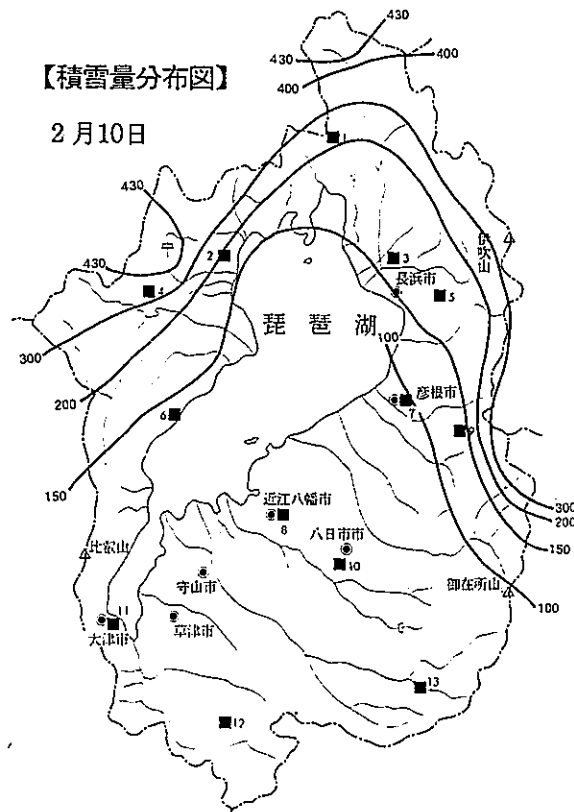 430
430
400
400
【積雪量分布図】
2月10日
1
430
伊吹山
2
3
430
4
長浜市
5
琵琶湖
300
100
200
彦根市
6
7
9
150
300
近江八幡市
200
8
八日市市
150
比叡山
10
守山市
御在所山
100
11
大津市
草津市
13
12